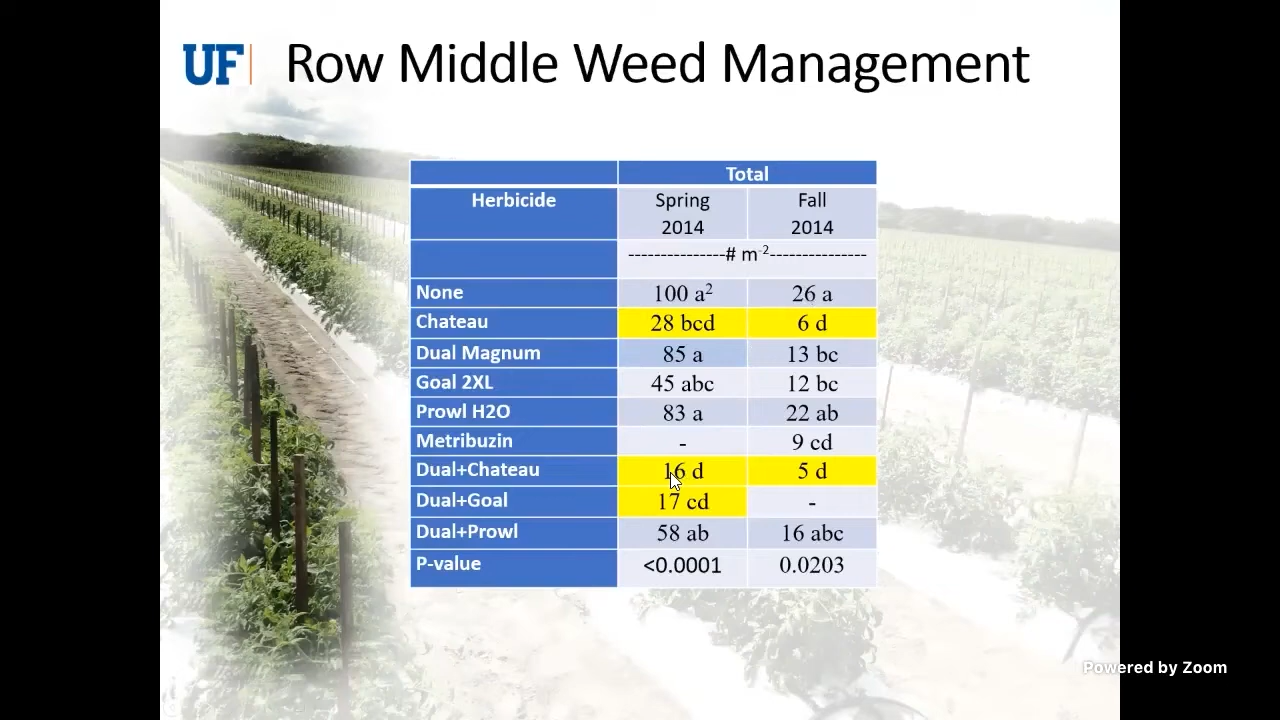 UF
Row Middle Weed Management
Total
Herbicide Spring 2014 Fall 2014
---------------# m-2---------------
None 100 a2 26 a
Chateau 28 bcd 6 d
Dual Magnum 85 a 13 bc
Goal 2XL 45 abc 12 bc
Prowl H2O 83 a 22 ab
Metribuzin - 9 cd
Dual+Chateau 16 d 5 d
Dual+Goal 17 cd -
Dual+Prowl 58 ab 16 abc
P-value <0.0001 0.0203
Powered by Zoom